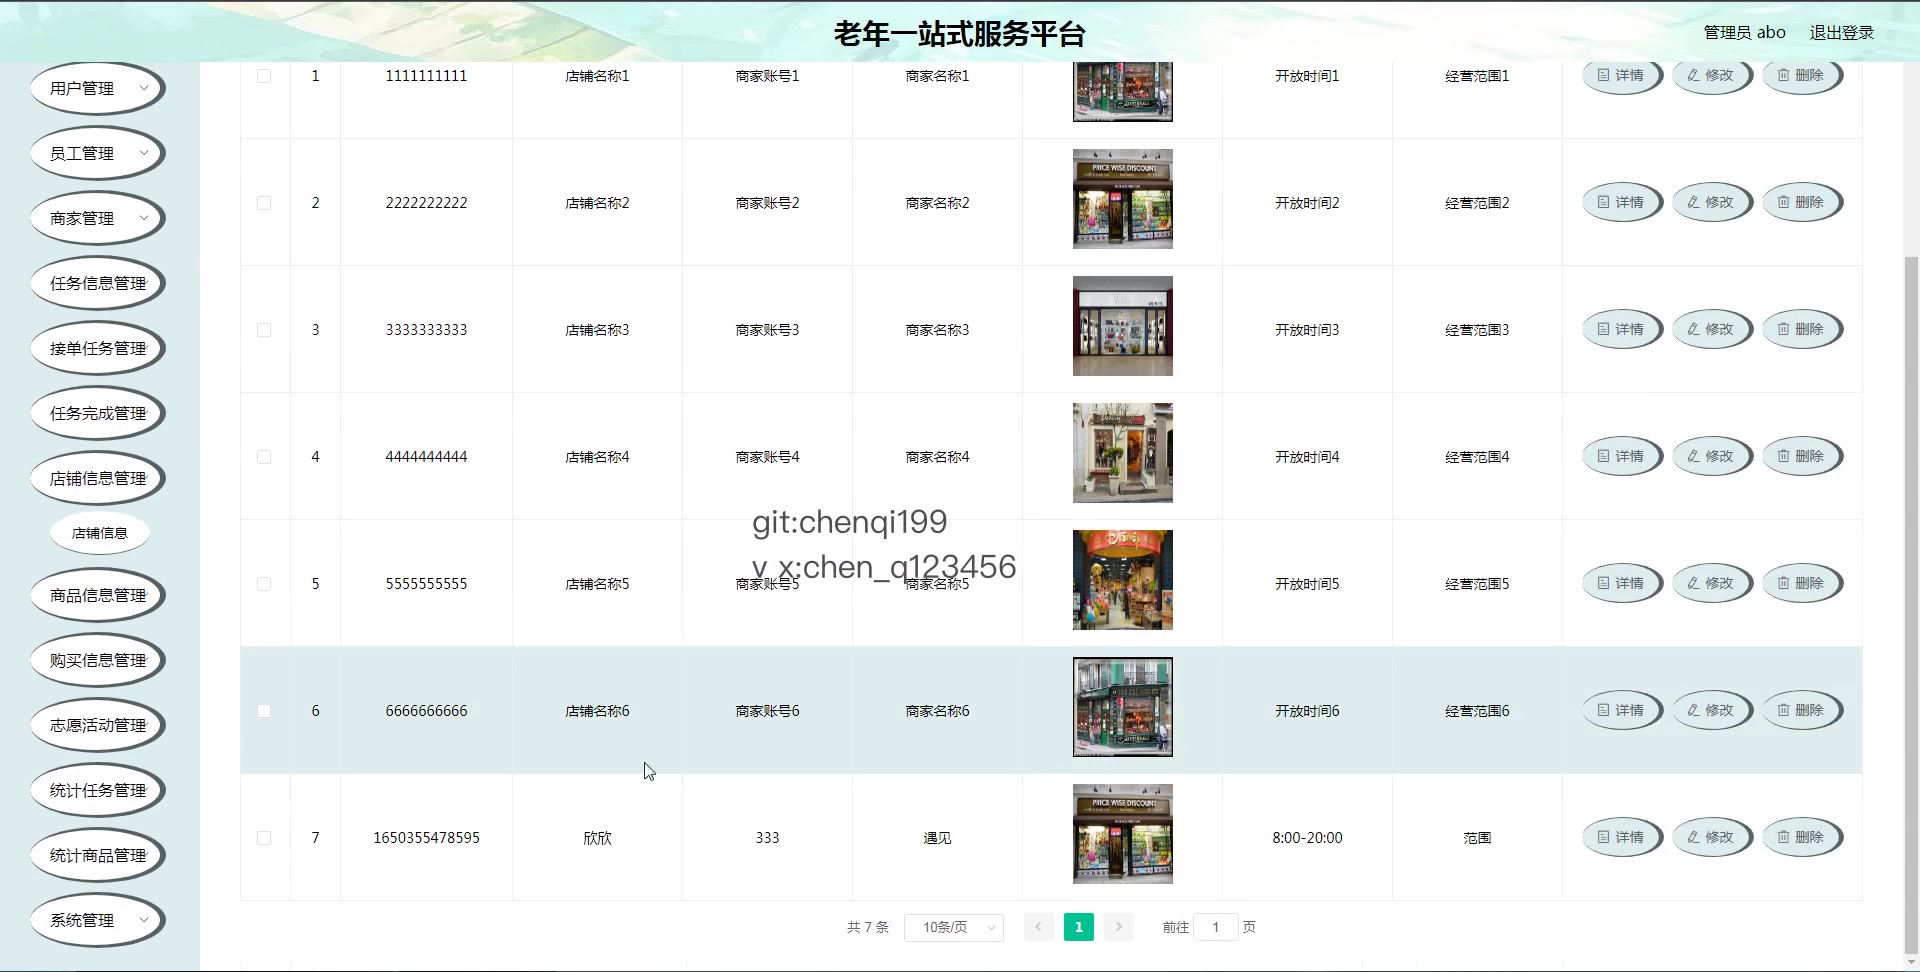 老年一站式服务平台
管理员 abo 退出登录
用户管理
员工管理
商家管理
任务信息管理
接单任务管理
任务完成管理
店铺信息管理
店铺信息
商品信息管理
购买信息管理
志愿活动管理
统计任务管理
统计商品管理
系统管理
1 1111111111 店铺名称1 商家账号1 商家名称1 开放时间1 经营范围1 详情 修改 删除
2 2222222222 店铺名称2 商家账号2 商家名称2 PRICE WISE DISCOUNT 开放时间2 经营范围2 详情 修改 删除
3 3333333333 店铺名称3 商家账号3 商家名称3 开放时间3 经营范围3 详情 修改 删除
4 4444444444 店铺名称4 商家账号4 商家名称4 开放时间4 经营范围4 详情 修改 删除
git:chenqi199
v x:chen_q123456
5 5555555555 店铺名称5 商家账号5 商家名称5 DISNEY 开放时间5 经营范围5 详情 修改 删除
6 6666666666 店铺名称6 商家账号6 商家名称6 开放时间6 经营范围6 详情 修改 删除
7 1650355478595 欣欣 333 遇见 PRICE WISE DISCOUNT 8:00-20:00 范围 详情 修改 删除
共 7 条 10条/页 1 前往 1 页